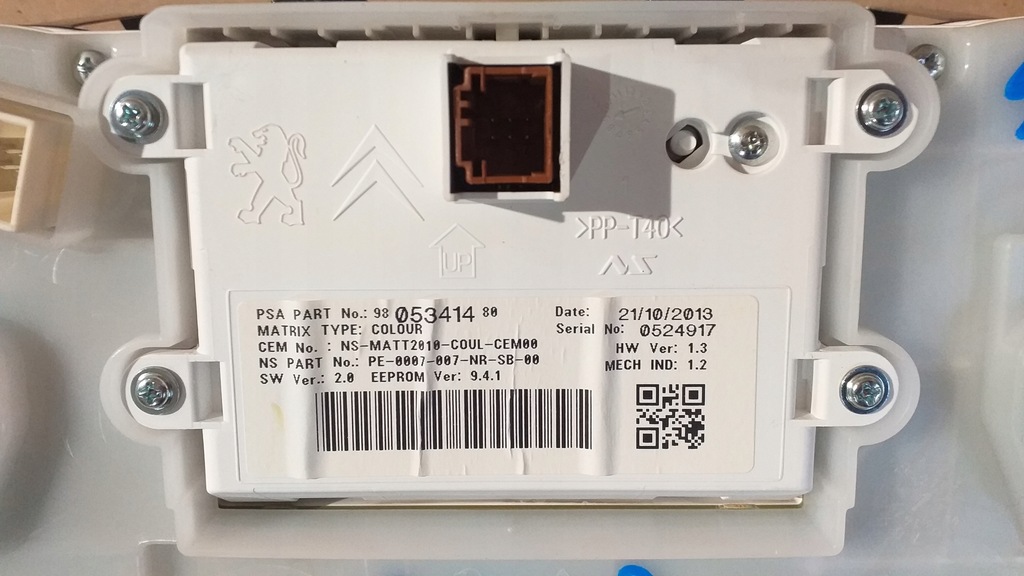 >PP-T40<
UP
PSA PART No.: 98 053414 80
Date: 21/10/2013
MATRIX TYPE: COLOUR
Serial No: 0524917
CEM No. : NS-MATT2010-COUL-CEM00
HW Ver: 1.3
NS PART No.: PE-0007-007-NR-SB-00
MECH IND: 1.2
SW Ver.: 2.0 EEPROM Ver: 9.4.1